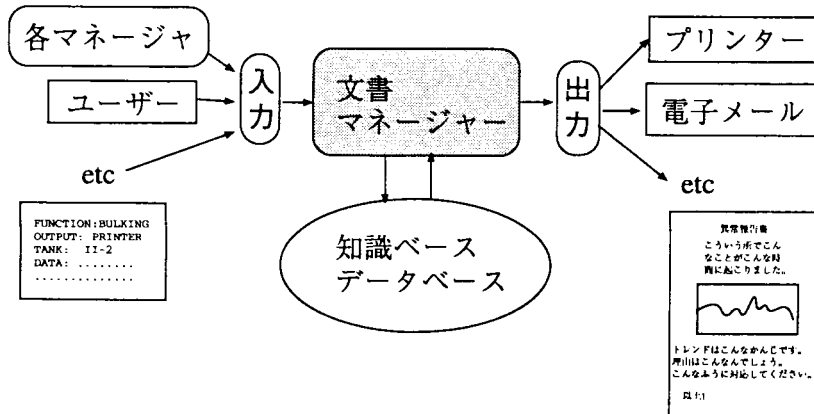 各マネージャ
ユーザー
etc
入力
文書
マネージャー
出力
プリンター
電子メール
etc
知識ベース
データベース
FUNCTION:BULKING
OUTPUT: PRINTER
TANK: II-2
DATA: ........
..............
異常報告書
こういう所でこん
なことがこんな時
間に起こりました。
トレンドはこんなかんじです。
理由はこんなんでしょう。
こんなふうに対応してください。
以上